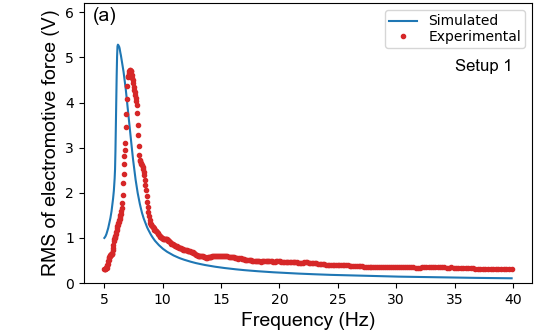 (a)
Simulated
Experimental
Setup 1
RMS of electromotive force (V)
6
5
4
3
2
1
0
5 10 15 20 25 30 35 40
Frequency (Hz)